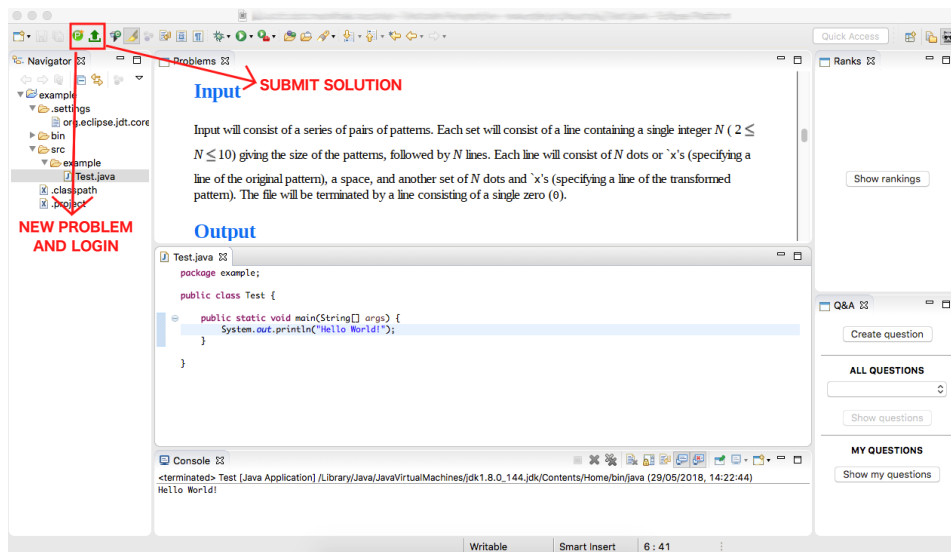 Quick Access
Navigator
example
.settings
org.eclipse.jdt.core
bin
src
example
Test.java
.classpath
.project
NEW PROBLEM
AND LOGIN
Problems
SUBMIT SOLUTION
Input
Input will consist of a series of pairs of patterns. Each set will consist of a line containing a single integer N ( 2 ≤
N ≤ 10) giving the size of the patterns, followed by N lines. Each line will consist of N dots or `x's (specifying a
line of the original pattern), a space, and another set of N dots and `x's (specifying a line of the transformed
pattern). The file will be terminated by a line consisting of a single zero (0).
Output
Test.java
package example;
public class Test {
public static void main(String[] args) {
System.out.println("Hello World!");
}
}
Console
<terminated> Test [Java Application] /Library/Java/JavaVirtualMachines/jdk1.8.0_144.jdk/Contents/Home/bin/java (29/05/2018, 14:22:44)
Hello World!
Ranks
Show rankings
Q&A
Create question
ALL QUESTIONS
Show questions
MY QUESTIONS
Show my questions
Writable
Smart Insert
6 : 41